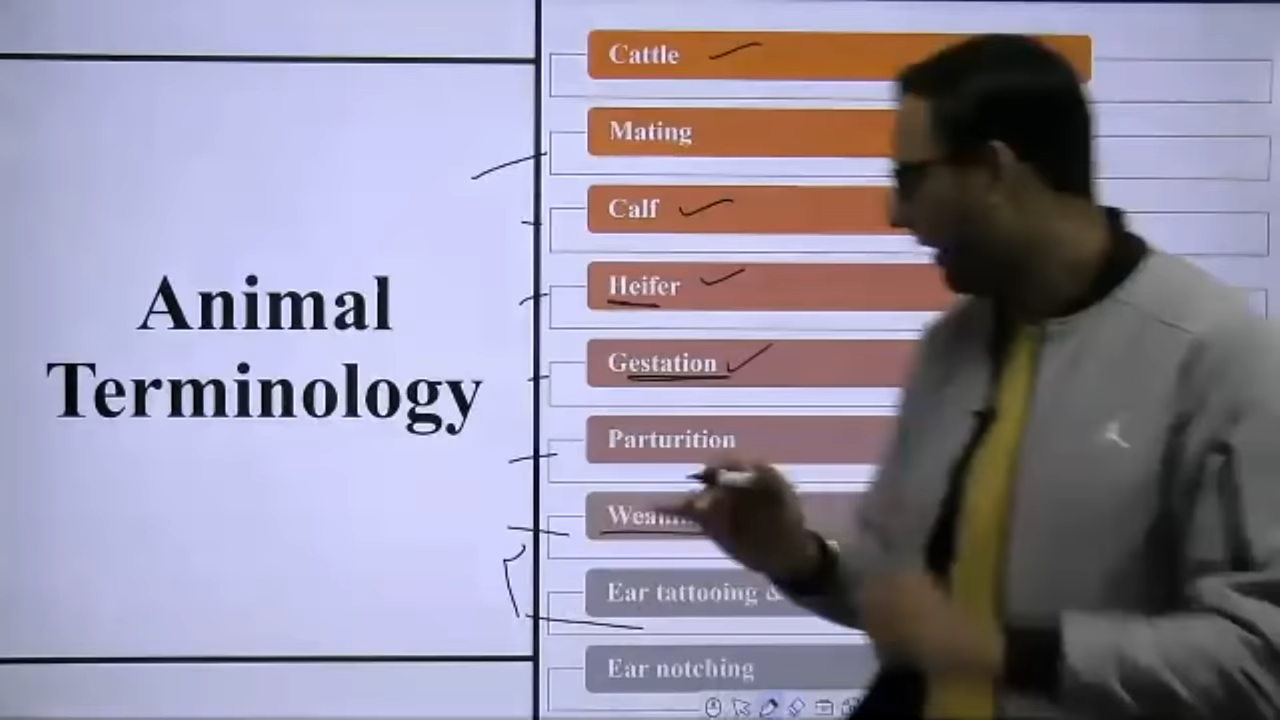 Animal
Terminology
Cattle
Mating
Calf
Heifer
Gestation
Parturition
Ear tattooing &
Ear notching